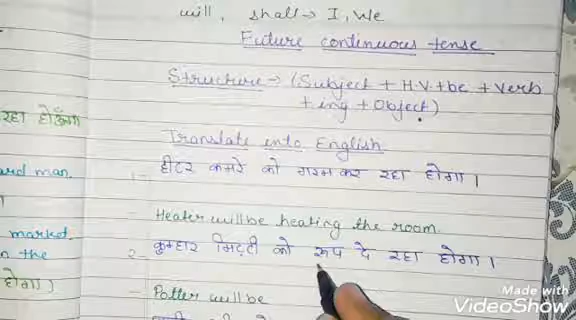 will, shall → I, We
Future continuous tense
Structure → (Subject + H.V. + be + Verb
+ ing + Object)
रहा होऊँगा
Translate into English
1- हीटर कमरे को गरम कर रहा होगा।
ard man.
- Heater will be heating the room.
market.
2- कुम्हार मिट्टी को रूप दे रहा होगा।
n the
होगा)
- Potter will be
Made with
VideoShow